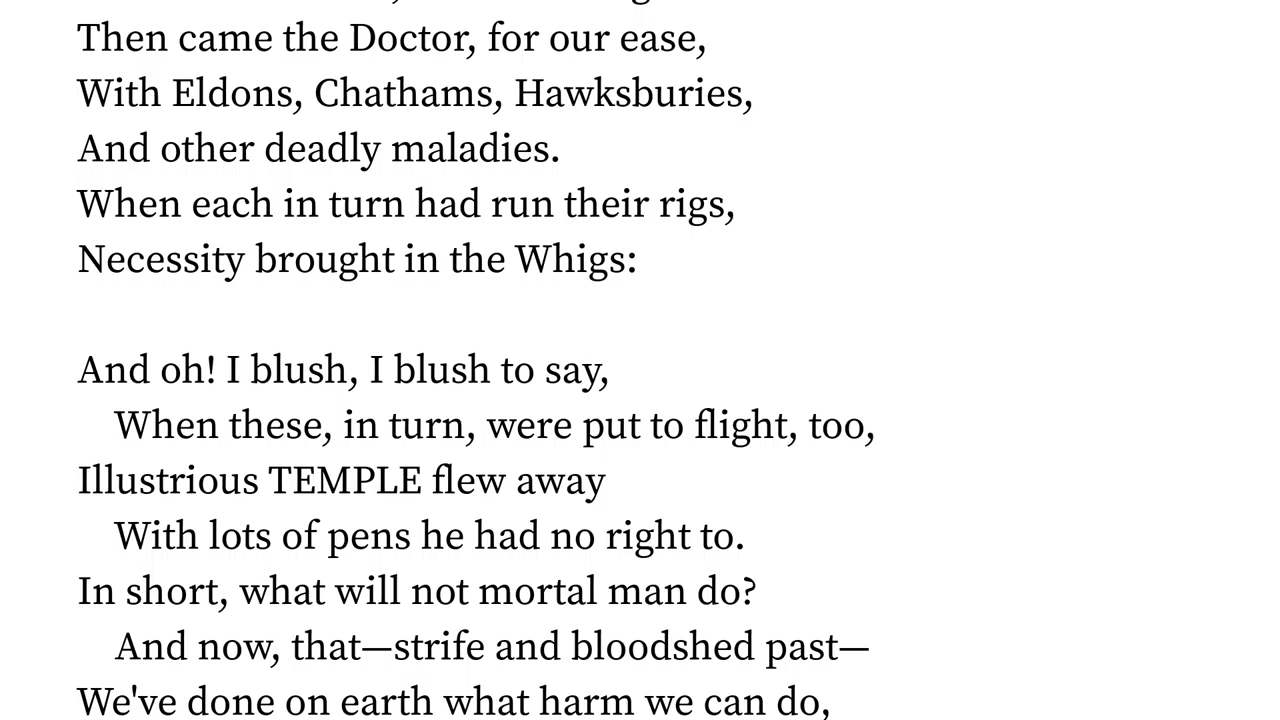 Then came the Doctor, for our ease,
With Eldons, Chathams, Hawksburies,
And other deadly maladies.
When each in turn had run their rigs,
Necessity brought in the Whigs:
And oh! I blush, I blush to say,
When these, in turn, were put to flight, too,
Illustrious TEMPLE flew away
With lots of pens he had no right to.
In short, what will not mortal man do?
And now, that—strife and bloodshed past—
We've done on earth what harm we can do,